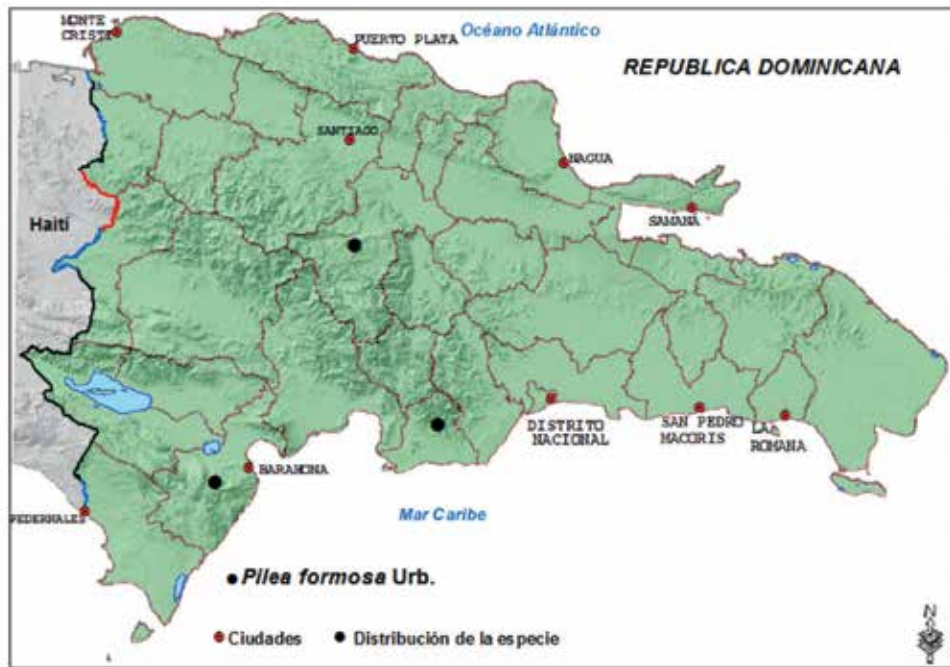 MONTE
CRISTI
PUERTO PLATA
Océano Atlántico
REPUBLICA DOMINICANA
SANTIAGO
NAGUA
SAMANA
Haití
BARAHONA
DISTRITO
NACIONAL
SAN PEDRO
MACORIS
LA
ROMANA
PEDERNALES
Mar Caribe
Pilea formosa Urb.
Ciudades
Distribución de la especie
N